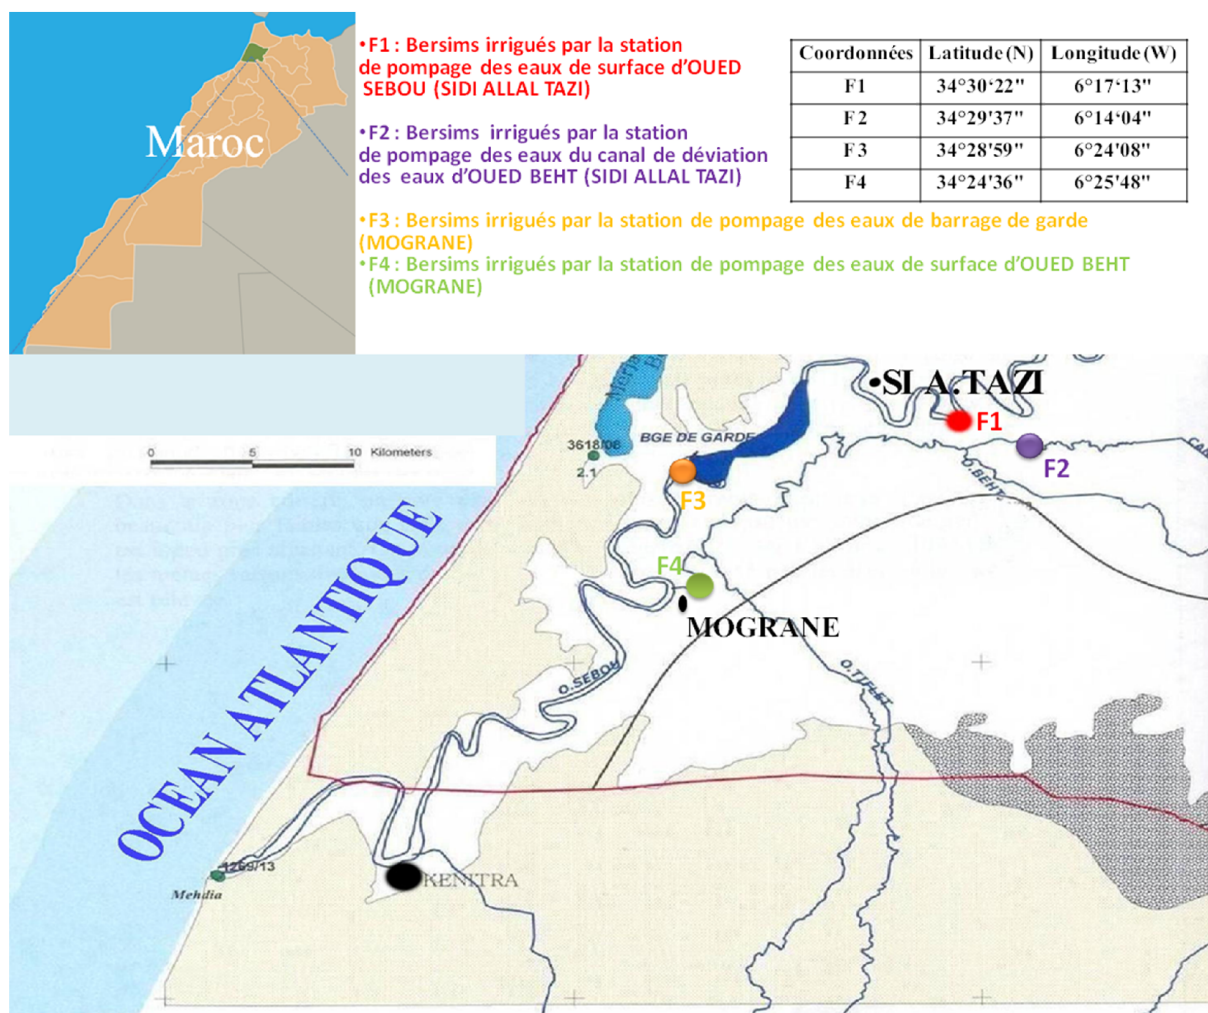 Maroc
•F1 : Bersims irrigués par la station
de pompage des eaux de surface d'OUED
SEBOU (SIDI ALLAL TAZI)
•F2 : Bersims irrigués par la station
de pompage des eaux du canal de déviation
des eaux d'OUED BEHT (SIDI ALLAL TAZI)
•F3 : Bersims irrigués par la station de pompage des eaux de barrage de garde
(MOGRANE)
•F4 : Bersims irrigués par la station de pompage des eaux de surface d'OUED BEHT
(MOGRANE)
Coordonnées Latitude (N) Longitude (W)
F1 34°30‘22" 6°17‘13"
F2 34°29'37" 6°14‘04"
F3 34°28'59" 6°24'08"
F4 34°24'36" 6°25'48"
Merja
•SI A.TAZI
F1
3618/08
BGE DE GARDE
F2
0 5 10 Kilometers
2.1
O.BEHT
F3
F4
MOGRANE
OCEAN ATLANTIQUE
O.SEBOU
O.TIFLET
1269/13
KENITRA
Mehdia